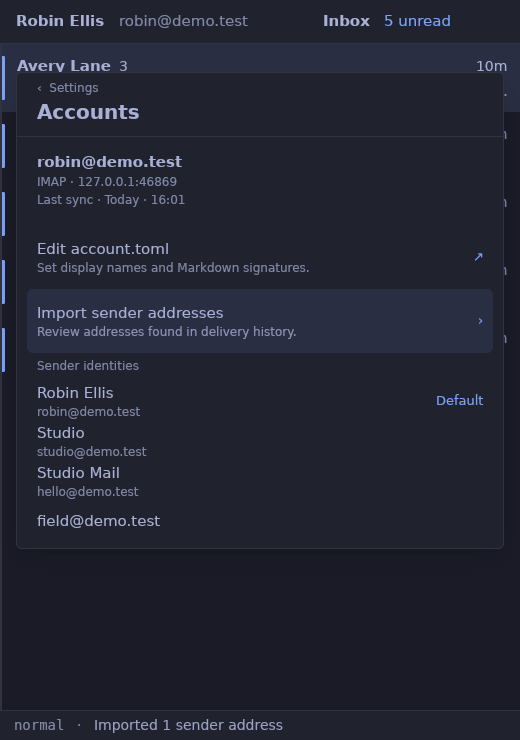 Robin Ellis robin@demo.test Inbox 5 unread
Avery Lane 3 10m
‹ Settings
Accounts
robin@demo.test
IMAP · 127.0.0.1:46869
Last sync · Today · 16:01
Edit account.toml ↗
Set display names and Markdown signatures.
Import sender addresses ›
Review addresses found in delivery history.
Sender identities
Robin Ellis Default
robin@demo.test
Studio
studio@demo.test
Studio Mail
hello@demo.test
field@demo.test
normal · Imported 1 sender address